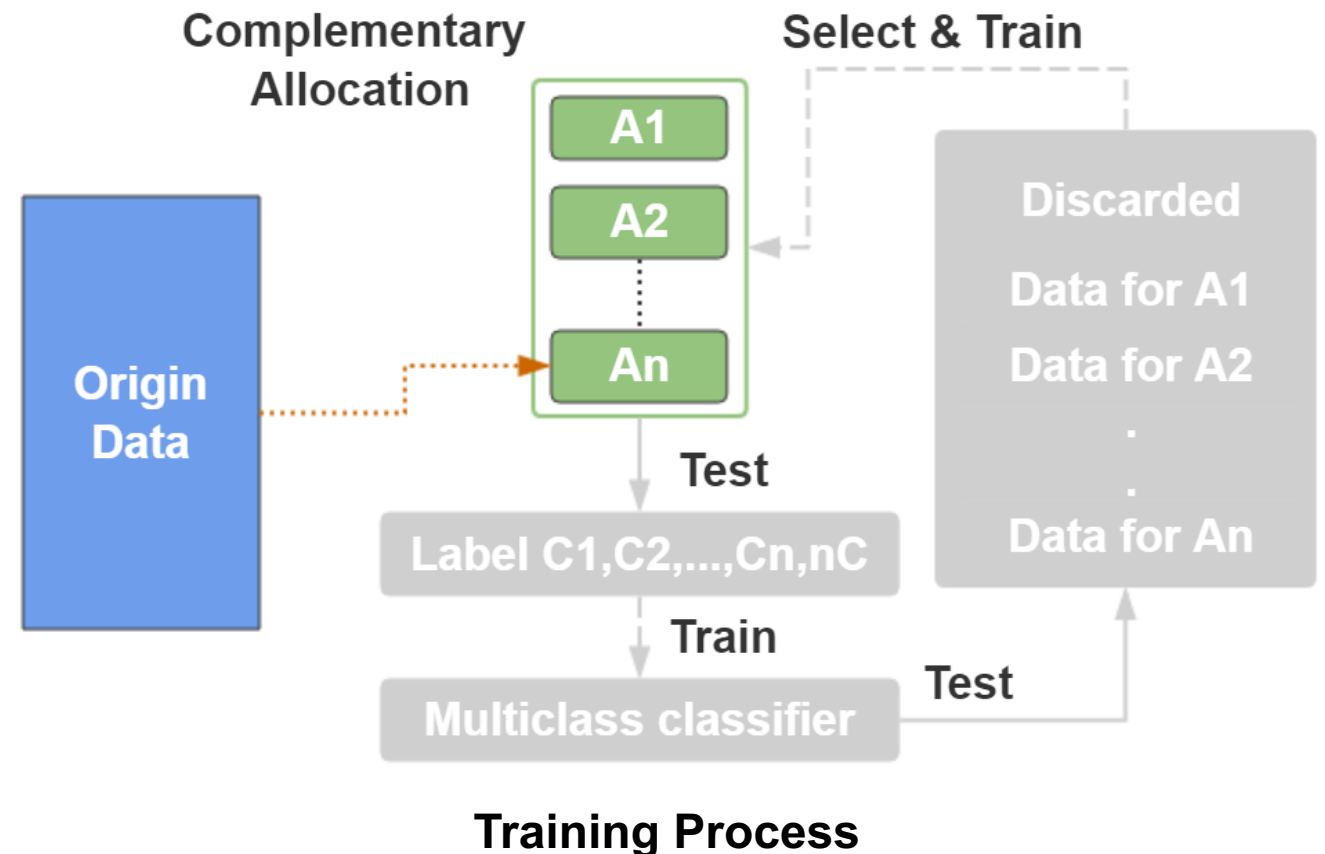 Complementary
Allocation
Select & Train
A1
A2
An
Origin
Data
Discarded
Data for A1
Data for A2
.
.
Data for An
Test
Label C1,C2,...,Cn,nC
Train
Multiclass classifier
Test
Training Process